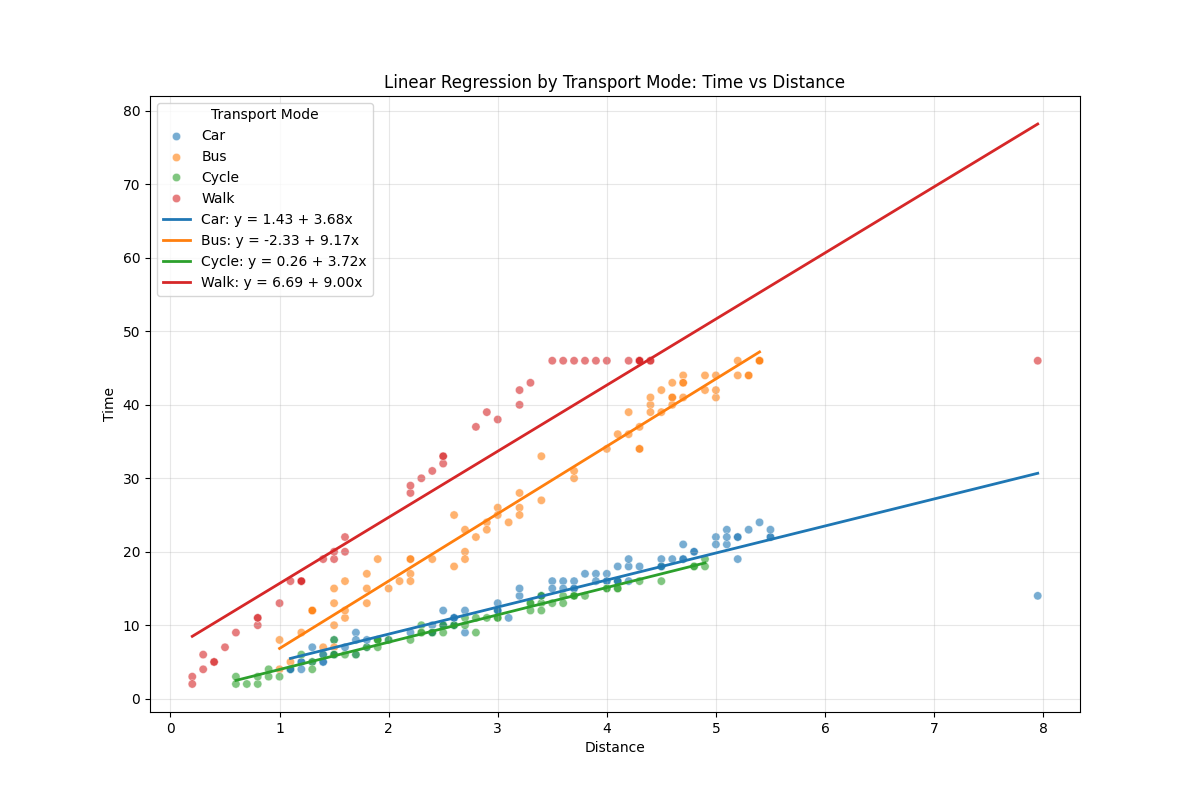 Linear Regression by Transport Mode: Time vs Distance
Transport Mode
Car
Bus
Cycle
Walk
Car: y = 1.43 + 3.68x
Bus: y = -2.33 + 9.17x
Cycle: y = 0.26 + 3.72x
Walk: y = 6.69 + 9.00x
80
70
60
50
40
30
20
10
0
Time
0 1 2 3 4 5 6 7 8
Distance